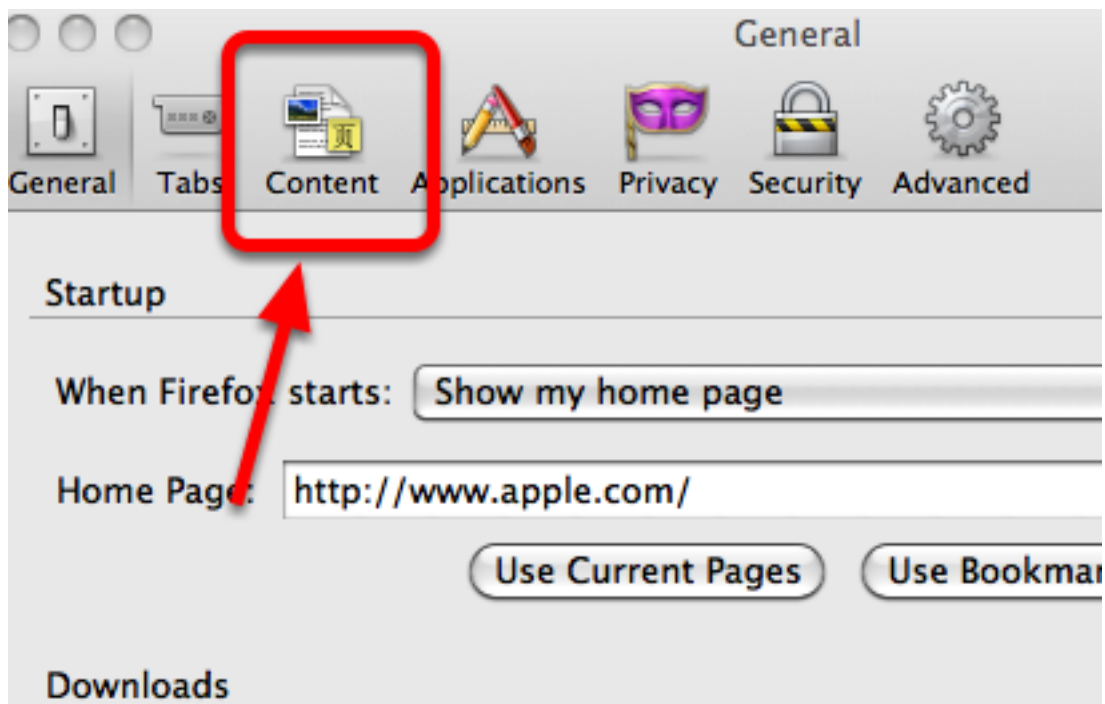 General
页
General Tabs Content Applications Privacy Security Advanced
Startup
When Firefox starts: Show my home page
Home Page: http://www.apple.com/
Use Current Pages Use Bookmar
Downloads